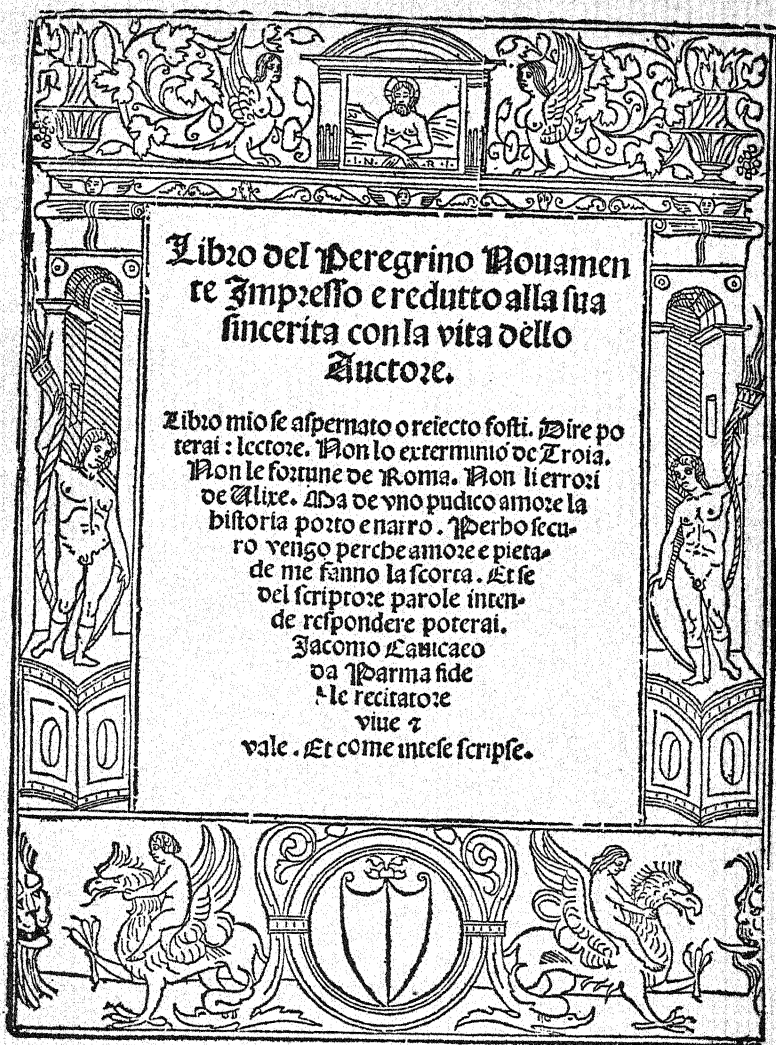 .I.N.R.I.
Libro del Peregrino Nouamen
te Impresso e redutto alla sua
sincerita con la vita dello
Auctore.
Libro mio se aspernato o reiecto fosti. Dire po
terai : lectore. Non lo exterminio de Troia.
Non le fortune de Roma. Non li errori
de Ulixe. Ma de vno pudico amore la
historia porto e narro. Perho secu-
ro vengo perche amore e pieta-
de me fanno la scorta. Et se
del scriptore parole inten-
de respondere poterai.
Jacomo Cauicaeo
da Parma fide
le recitatore
viue ⁊
vale. Et come intese scripse.